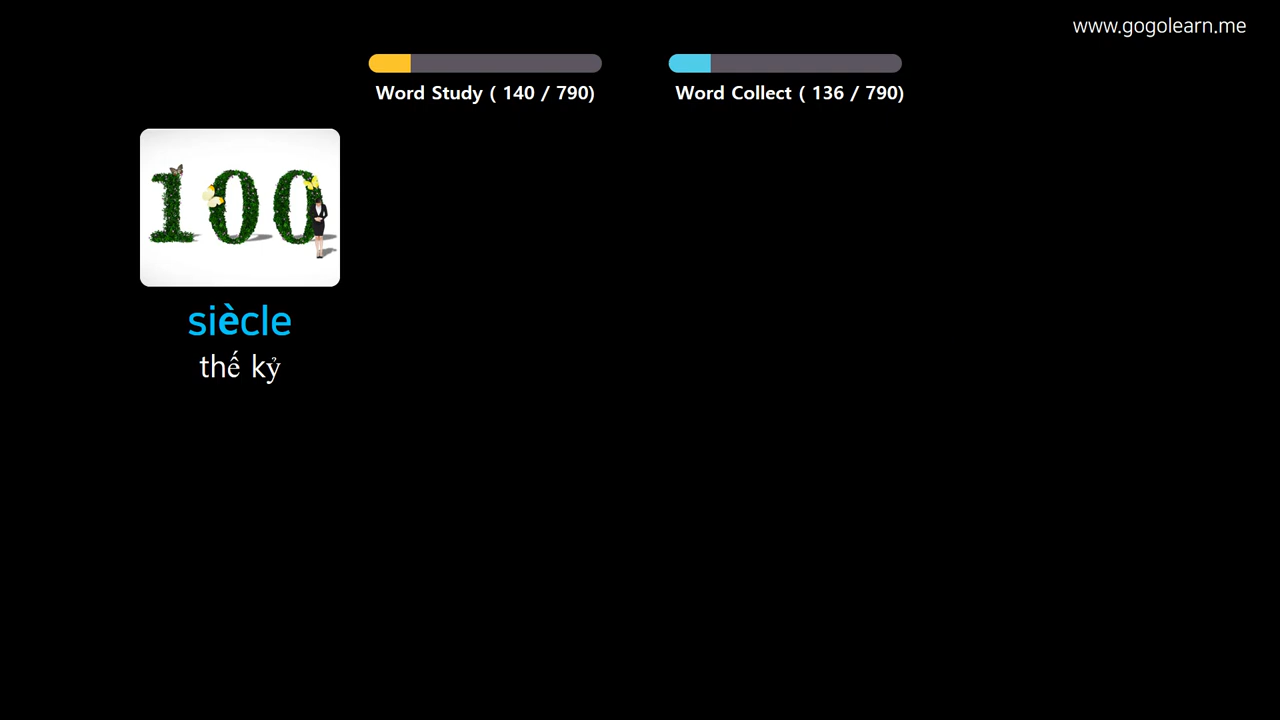 www.gogolearn.me
Word Study ( 140 / 790)
Word Collect ( 136 / 790)
100
siècle
thế kỷ